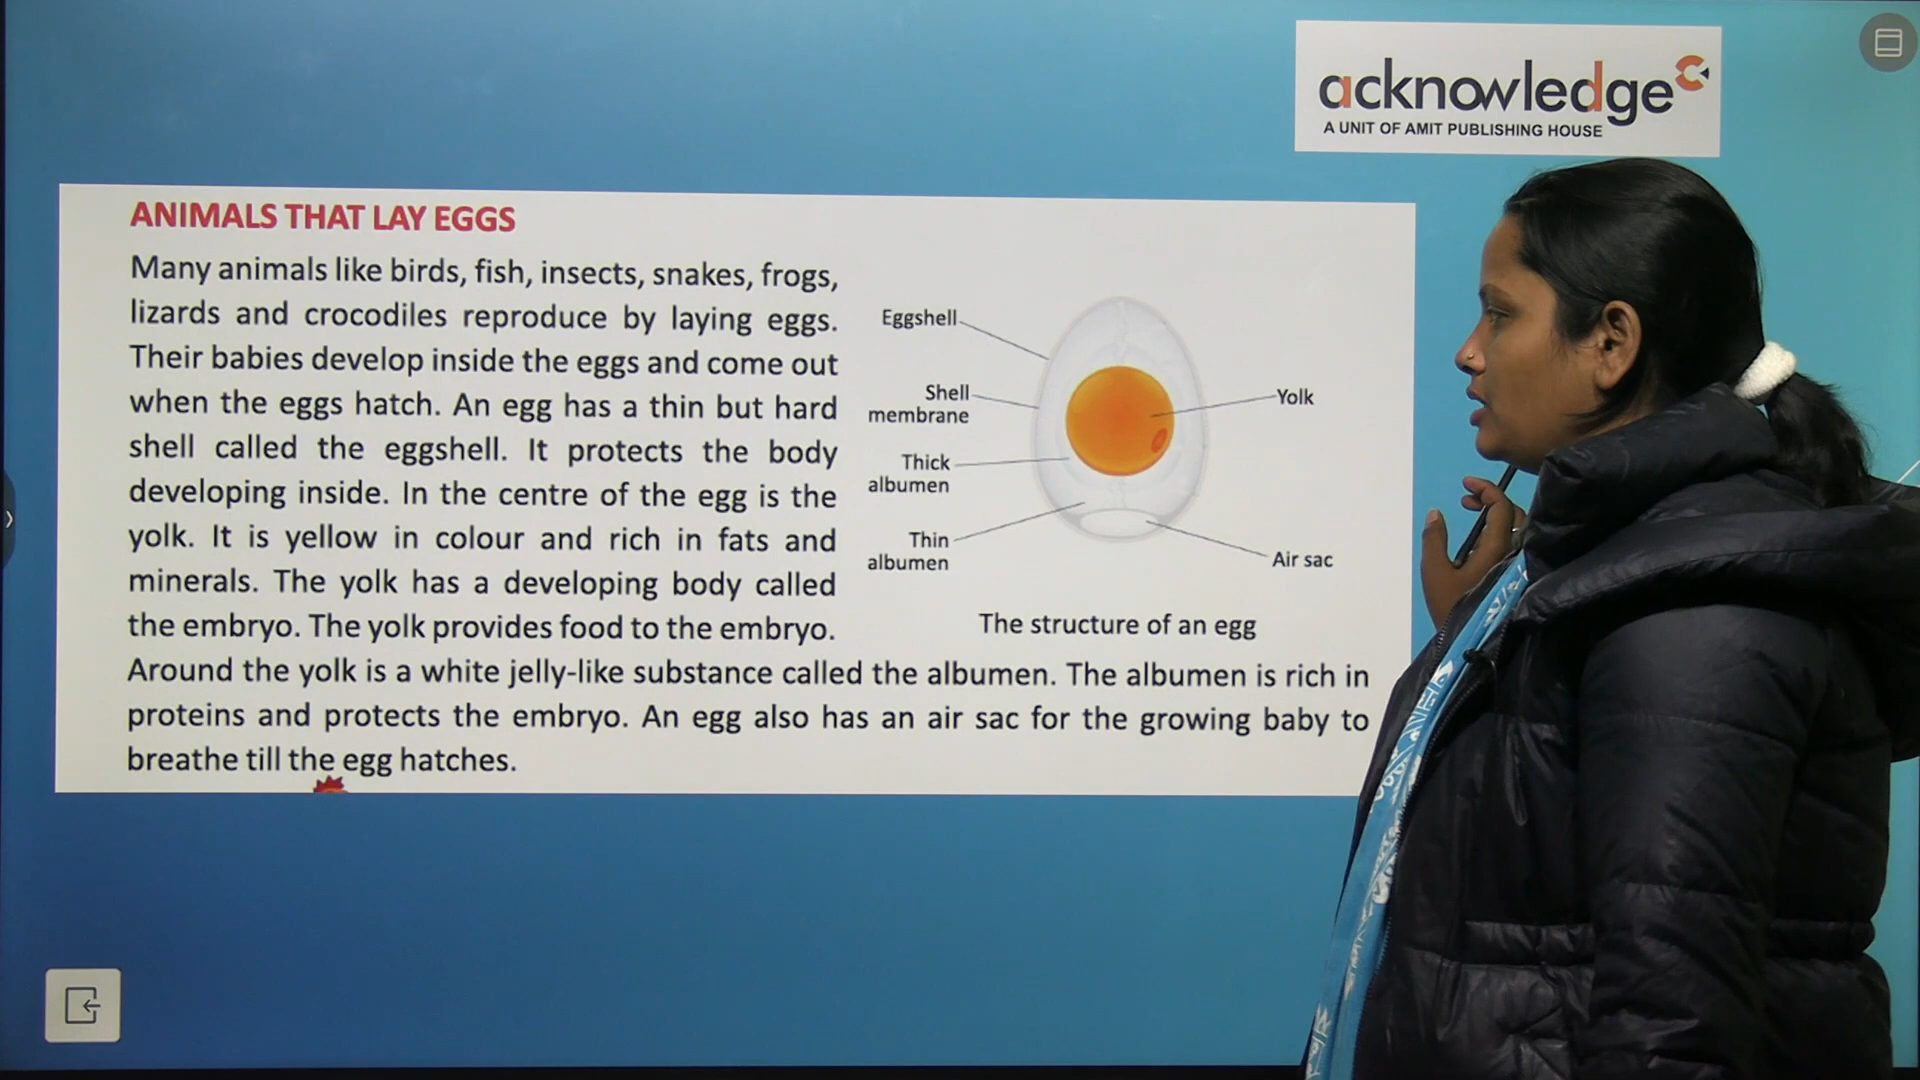 acknowledge
A UNIT OF AMIT PUBLISHING HOUSE
ANIMALS THAT LAY EGGS
Many animals like birds, fish, insects, snakes, frogs,
lizards and crocodiles reproduce by laying eggs.
Their babies develop inside the eggs and come out
when the eggs hatch. An egg has a thin but hard
shell called the eggshell. It protects the body
developing inside. In the centre of the egg is the
yolk. It is yellow in colour and rich in fats and
minerals. The yolk has a developing body called
the embryo. The yolk provides food to the embryo.
Around the yolk is a white jelly-like substance called the albumen. The albumen is rich in
proteins and protects the embryo. An egg also has an air sac for the growing baby to
breathe till the egg hatches.
Eggshell
Shell
membrane
Thick
albumen
Thin
albumen
Yolk
Air sac
The structure of an egg